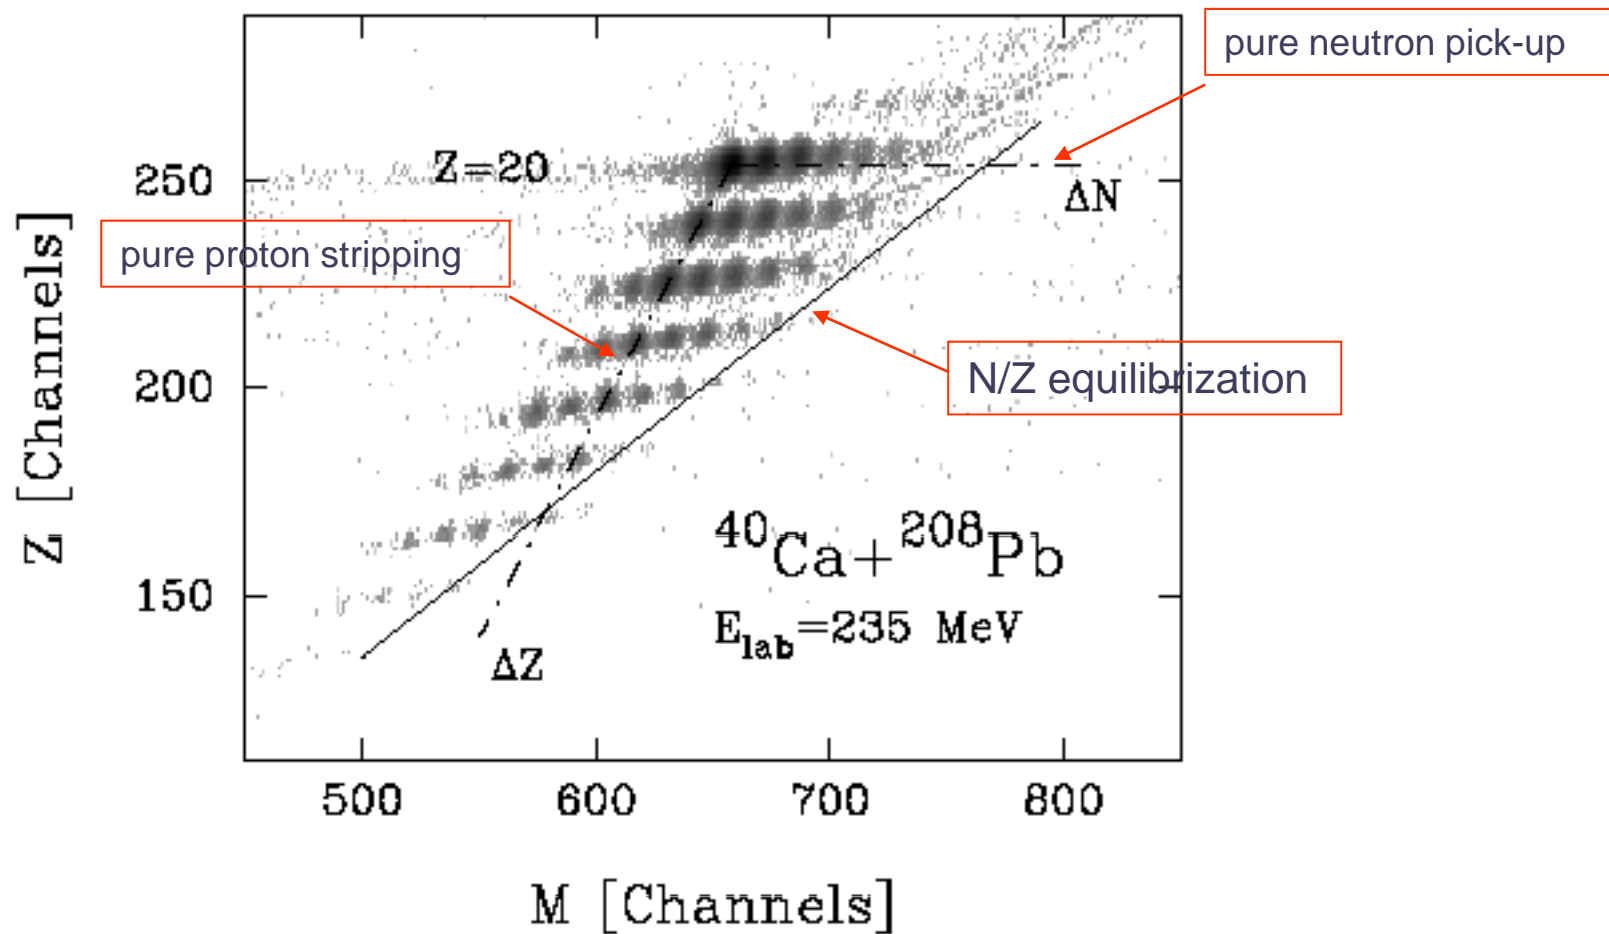 pure neutron pick-up
Z=20
ΔN
pure proton stripping
N/Z equilibrization
250
200
150
Z [Channels]
⁴⁰Ca+²⁰⁸Pb
E_lab=235 MeV
ΔZ
500 600 700 800
M [Channels]